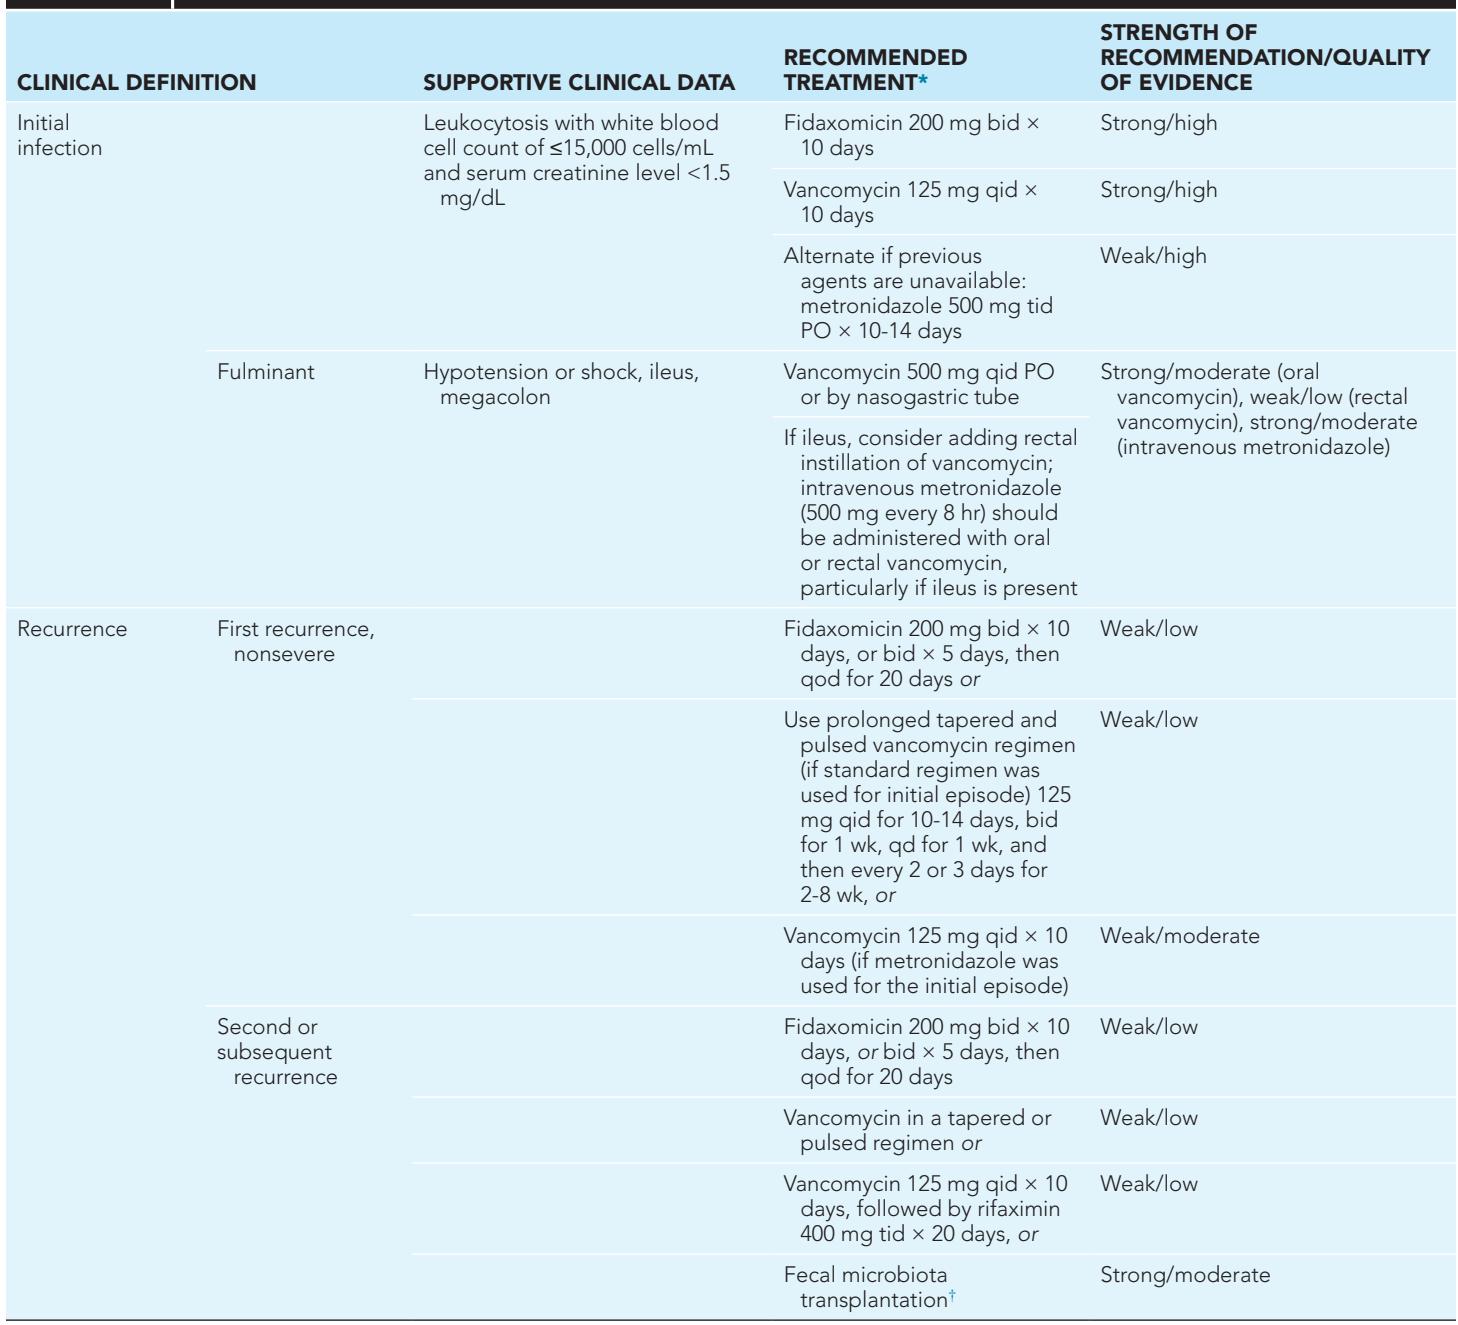 CLINICAL DEFINITION
SUPPORTIVE CLINICAL DATA
RECOMMENDED
TREATMENT*
STRENGTH OF
RECOMMENDATION/QUALITY
OF EVIDENCE
Initial
infection
Leukocytosis with white blood
cell count of ≤15,000 cells/mL
and serum creatinine level <1.5
mg/dL
Fidaxomicin 200 mg bid ×
10 days
Strong/high
Vancomycin 125 mg qid ×
10 days
Strong/high
Alternate if previous
agents are unavailable:
metronidazole 500 mg tid
PO × 10-14 days
Weak/high
Fulminant
Hypotension or shock, ileus,
megacolon
Vancomycin 500 mg qid PO
or by nasogastric tube
Strong/moderate (oral
vancomycin), weak/low (rectal
vancomycin), strong/moderate
(intravenous metronidazole)
If ileus, consider adding rectal
instillation of vancomycin;
intravenous metronidazole
(500 mg every 8 hr) should
be administered with oral
or rectal vancomycin,
particularly if ileus is present
Recurrence
First recurrence,
nonsevere
Fidaxomicin 200 mg bid × 10
days, or bid × 5 days, then
qod for 20 days or
Weak/low
Use prolonged tapered and
pulsed vancomycin regimen
(if standard regimen was
used for initial episode) 125
mg qid for 10-14 days, bid
for 1 wk, qd for 1 wk, and
then every 2 or 3 days for
2-8 wk, or
Weak/low
Vancomycin 125 mg qid × 10
days (if metronidazole was
used for the initial episode)
Weak/moderate
Second or
subsequent
recurrence
Fidaxomicin 200 mg bid × 10
days, or bid × 5 days, then
qod for 20 days
Weak/low
Vancomycin in a tapered or
pulsed regimen or
Weak/low
Vancomycin 125 mg qid × 10
days, followed by rifaximin
400 mg tid × 20 days, or
Weak/low
Fecal microbiota
transplantation†
Strong/moderate